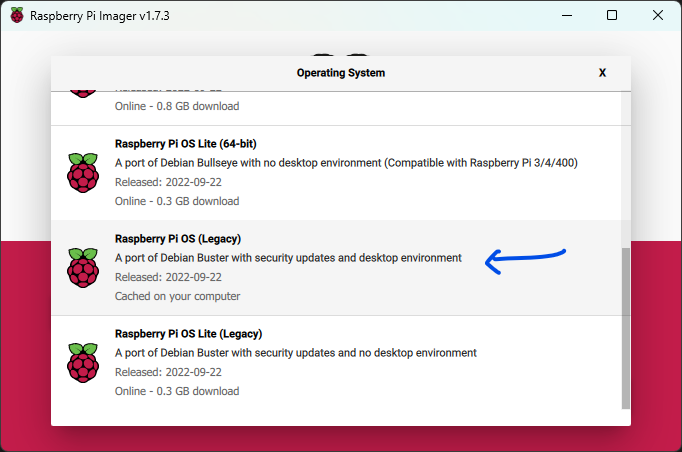 Raspberry Pi Imager v1.7.3
Operating System
X
Released: 2022-09-22
Online - 0.8 GB download
Raspberry Pi OS Lite (64-bit)
A port of Debian Bullseye with no desktop environment (Compatible with Raspberry Pi 3/4/400)
Released: 2022-09-22
Online - 0.3 GB download
Raspberry Pi OS (Legacy)
A port of Debian Buster with security updates and desktop environment
Released: 2022-09-22
Cached on your computer
Raspberry Pi OS Lite (Legacy)
A port of Debian Buster with security updates and no desktop environment
Released: 2022-09-22
Online - 0.3 GB download